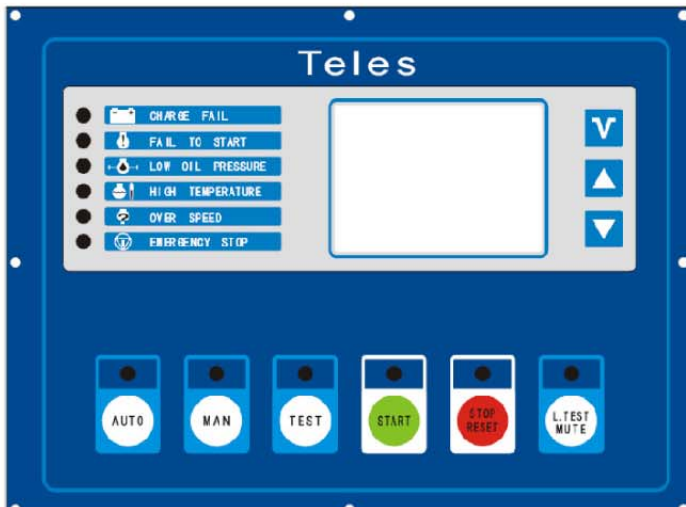 Teles
CHARGE FAIL
FAIL TO START
LOW OIL PRESSURE
HIGH TEMPERATURE
OVER SPEED
EMERGENCY STOP
AUTO
MAN
TEST
START
STOP
RESET
L.TEST
MUTE